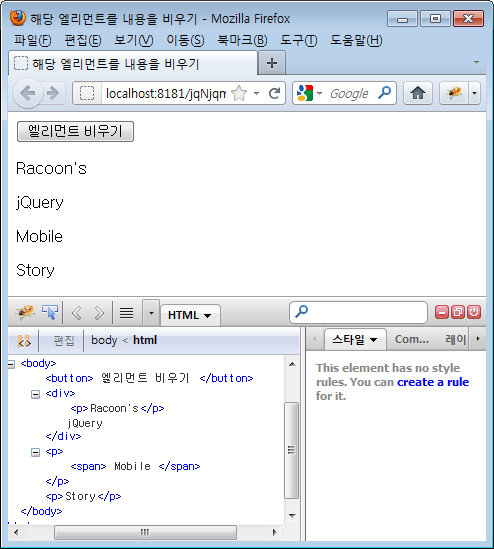 해당 엘리먼트를 내용을 비우기 - Mozilla Firefox
파일(F) 편집(E) 보기(V) 이동(S) 북마크(B) 도구(T) 도움말(H)
해당 엘리먼트를 내용을 비우기
localhost:8181/jqNjqm
Google
엘리먼트 비우기
Racoon's
jQuery
Mobile
Story
HTML
편집 body < html
스타일 Com... 레이
<body>
<button> 엘리먼트 비우기 </button>
<div>
<p>Racoon's</p>
jQuery
</div>
<p>
<span> Mobile </span>
</p>
<p>Story</p>
</body>
This element has no style
rules. You can create a rule
for it.